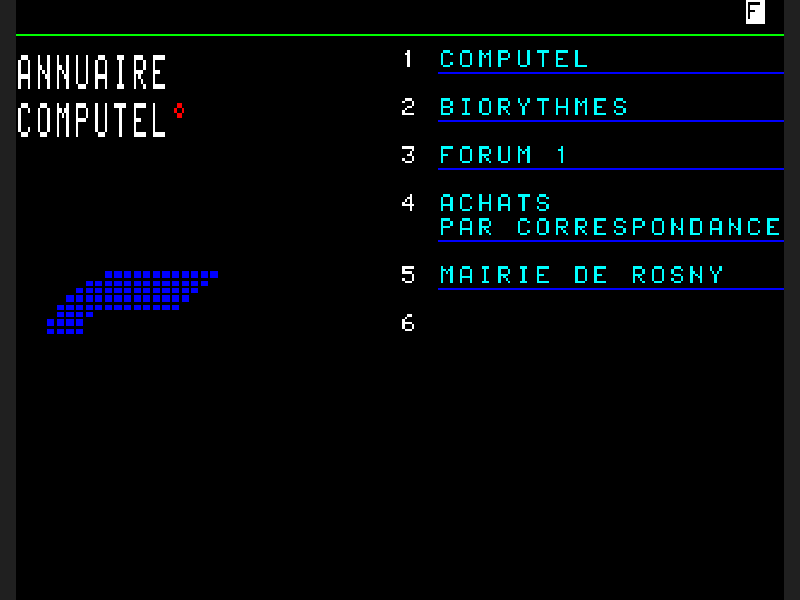 F
ANNUAIRE
COMPUTEL
1 COMPUTEL
2 BIORYTHMES
3 FORUM 1
4 ACHATS
PAR CORRESPONDANCE
5 MAIRIE DE ROSNY
6